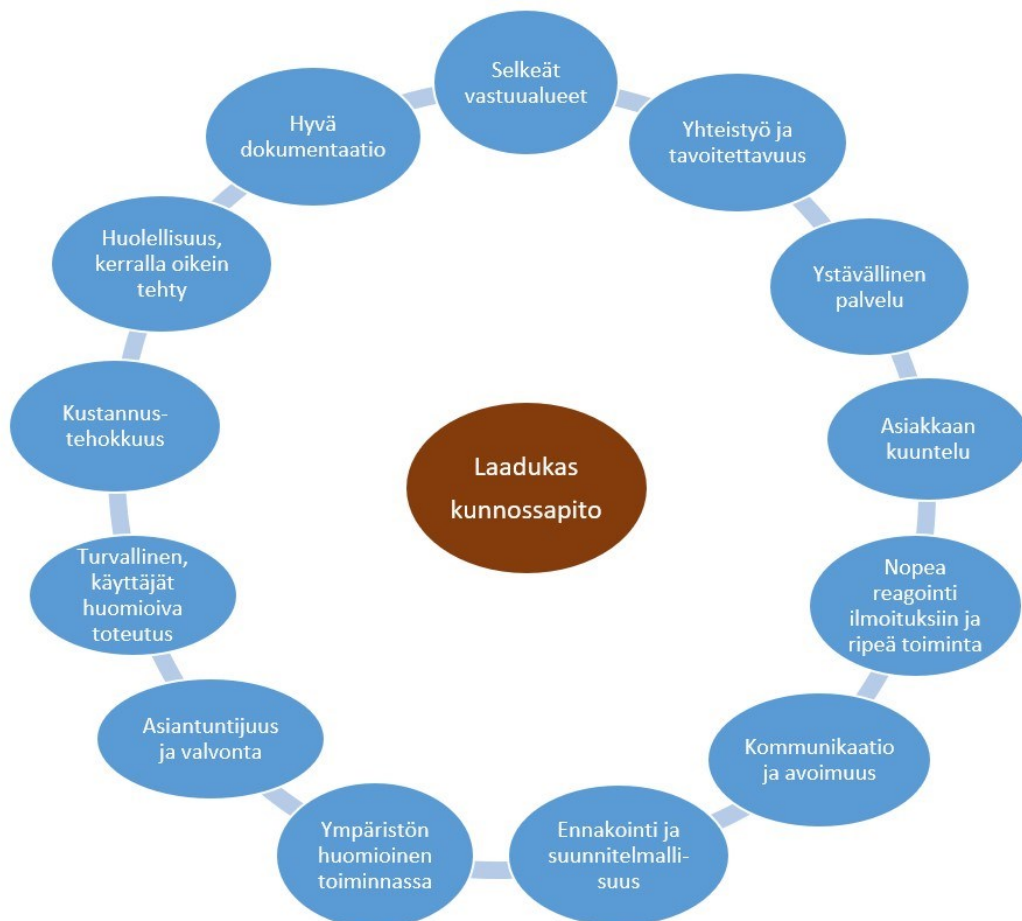 Selkeät
vastuualueet
Yhteistyö ja
tavoitettavuus
Ystävällinen
palvelu
Asiakkaan
kuuntelu
Nopea
reagointi
ilmoituksiin ja
ripeä toiminta
Kommunikaatio
ja avoimuus
Ennakointi ja
suunnitelmalli-
suus
Ympäristön
huomioinen
toiminnassa
Asiantuntijuus
ja valvonta
Turvallinen,
käyttäjät
huomioiva
toteutus
Kustannus-
tehokkuus
Huolellisuus,
kerralla oikein
tehty
Hyvä
dokumentaatio
Laadukas
kunnossapito